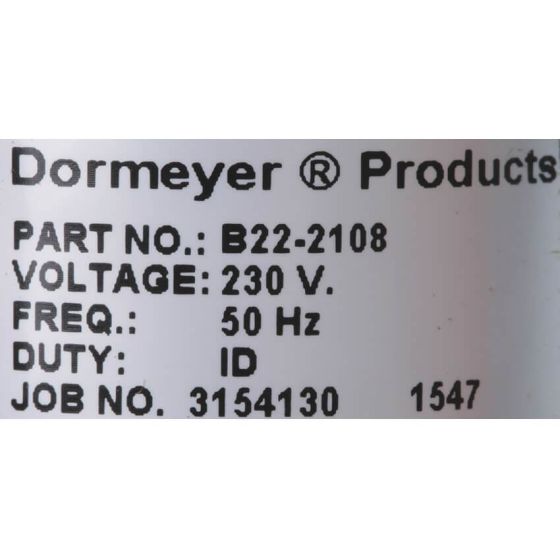 Dormeyer ® Products
PART NO.: B22-2108
VOLTAGE: 230 V.
FREQ.: 50 Hz
DUTY: ID
JOB NO. 3154130 1547